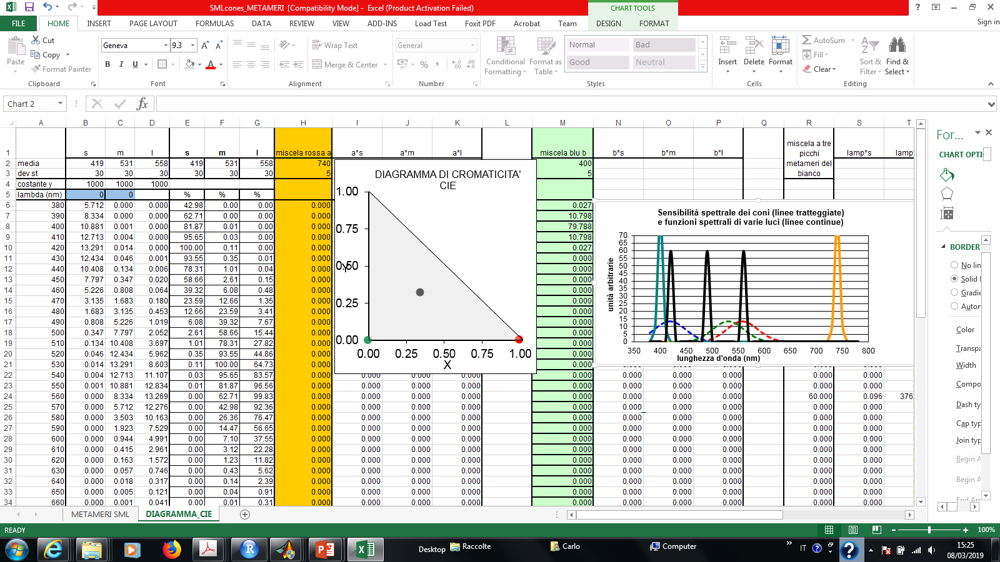 SMLcones_METAMERI [Compatibility Mode] - Excel (Product Activation Failed)
CHART TOOLS
FILE HOME INSERT PAGE LAYOUT FORMULAS DATA REVIEW VIEW ADD-INS Load Test Foxit PDF Acrobat Team DESIGN FORMAT Sign in
Paste Cut Copy Format Painter
Geneva 9.3
Wrap Text Merge & Center
General
Conditional Formatting Format as Table
Normal Bad Good Neutral
Insert Delete Format
AutoSum Fill Clear Sort & Filter Find & Select
Clipboard Font Alignment Number Styles Cells Editing
Chart 2
A B C D E F G H I J K L M N O P Q R S T
1 s m l s m l miscela rossa a a*s a*m a*l miscela blu b b*s b*m b*l miscela a tre picchi metameri del bianco lamp*s lamp
2 media 419 531 558 419 531 558 740 400
3 dev st 30 30 30 30 30 30 5 5
4 costante γ 1000 1000 1000
5 lambda (nm) 0 0 % % %
6 380 5.712 0.000 0.000 42.98 0.00 0.00 0.000 0.027
7 390 8.334 0.000 0.000 62.71 0.00 0.00 0.000 10.798
8 400 10.881 0.001 0.000 81.87 0.01 0.00 0.000 79.788
9 410 12.713 0.004 0.000 95.65 0.03 0.00 0.000 10.798
10 420 13.291 0.014 0.000 100.00 0.11 0.00 0.000 0.027
11 430 12.434 0.046 0.001 93.55 0.35 0.01 0.000 0.000
12 440 10.408 0.134 0.006 78.31 1.01 0.04 0.000 0.000
13 450 7.797 0.347 0.020 58.66 2.61 0.15 0.000 0.000
14 460 5.226 0.808 0.064 39.32 6.08 0.48 0.000 0.000
15 470 3.135 1.683 0.180 23.59 12.66 1.35 0.000 0.000
16 480 1.683 3.135 0.453 12.66 23.59 3.41 0.000 0.000
17 490 0.808 5.226 1.019 6.08 39.32 7.67 0.000 0.000
18 500 0.347 7.797 2.052 2.61 58.66 15.44 0.000 0.000
19 510 0.134 10.408 3.697 1.01 78.31 27.82 0.000 0.000
20 520 0.046 12.434 5.962 0.35 93.55 44.86 0.000 0.000
21 530 0.014 13.291 8.603 0.11 100.00 64.73 0.000 0.000
22 540 0.004 12.713 11.107 0.03 95.65 83.57 0.000 0.000 0.000 0.000 0.000 0.000 0.000 0.000 0.000 0.000
23 550 0.001 10.881 12.834 0.01 81.87 96.56 0.000 0.000 0.000 0.000 0.000 0.000 0.000 0.000 0.000 0.000
24 560 0.000 8.334 13.269 0.00 62.71 99.83 0.000 0.000 0.000 0.000 0.000 0.000 0.000 0.000 60.000 0.096 376
25 570 0.000 5.712 12.276 0.00 42.98 92.36 0.000 0.000 0.000 0.000 0.000 0.000 0.000 0.000 0.000 0.000
26 580 0.000 3.503 10.163 0.00 26.36 76.47 0.000 0.000 0.000 0.000 0.000 0.000 0.000 0.000 0.000 0.000
27 590 0.000 1.923 7.529 0.00 14.47 56.65 0.000 0.000 0.000 0.000 0.000 0.000 0.000 0.000 0.000 0.000
28 600 0.000 0.944 4.991 0.00 7.10 37.55 0.000 0.000 0.000 0.000 0.000 0.000 0.000 0.000 0.000 0.000
29 610 0.000 0.415 2.961 0.00 3.12 22.28 0.000 0.000 0.000 0.000 0.000 0.000 0.000 0.000 0.000 0.000
30 620 0.000 0.163 1.572 0.00 1.23 11.82 0.000 0.000 0.000 0.000 0.000 0.000 0.000 0.000 0.000 0.000
31 630 0.000 0.057 0.746 0.00 0.43 5.62 0.000 0.000 0.000 0.000 0.000 0.000 0.000 0.000 0.000 0.000
32 640 0.000 0.018 0.317 0.00 0.14 2.39 0.000 0.000 0.000 0.000 0.000 0.000 0.000 0.000 0.000 0.000
33 650 0.000 0.005 0.121 0.00 0.04 0.91 0.000 0.000 0.000 0.000 0.000 0.000 0.000 0.000 0.000 0.000
34 660 0.000 0.001 0.041 0.00 0.01 0.31 0.000 0.000 0.000 0.000 0.000 0.000 0.000 0.000 0.000 0.000
DIAGRAMMA DI CROMATICITA'
CIE
1.00
0.75
0.50
Y
0.25
0.00
0.00 0.25 0.50 0.75 1.00
X
Sensibilità spettrale dei coni (linee tratteggiate)
e funzioni spettrali di varie luci (linee continue)
unità arbitrarie
70
65
60
55
50
45
40
35
30
25
20
15
10
5
0
350 400 450 500 550 600 650 700 750 800
lunghezza d'onda (nm)
For...
CHART OPTI
BORDER
No lin
Solid l
Gradie
Autor
Color
Transpa
Width
Compo
Dash ty
Cap typ
Join typ
Begin A
Begin A
End Arr
METAMERI SML DIAGRAMMA_CIE
READY 100%
Desktop Raccolte Carlo Computer » IT 15:25
08/03/2019